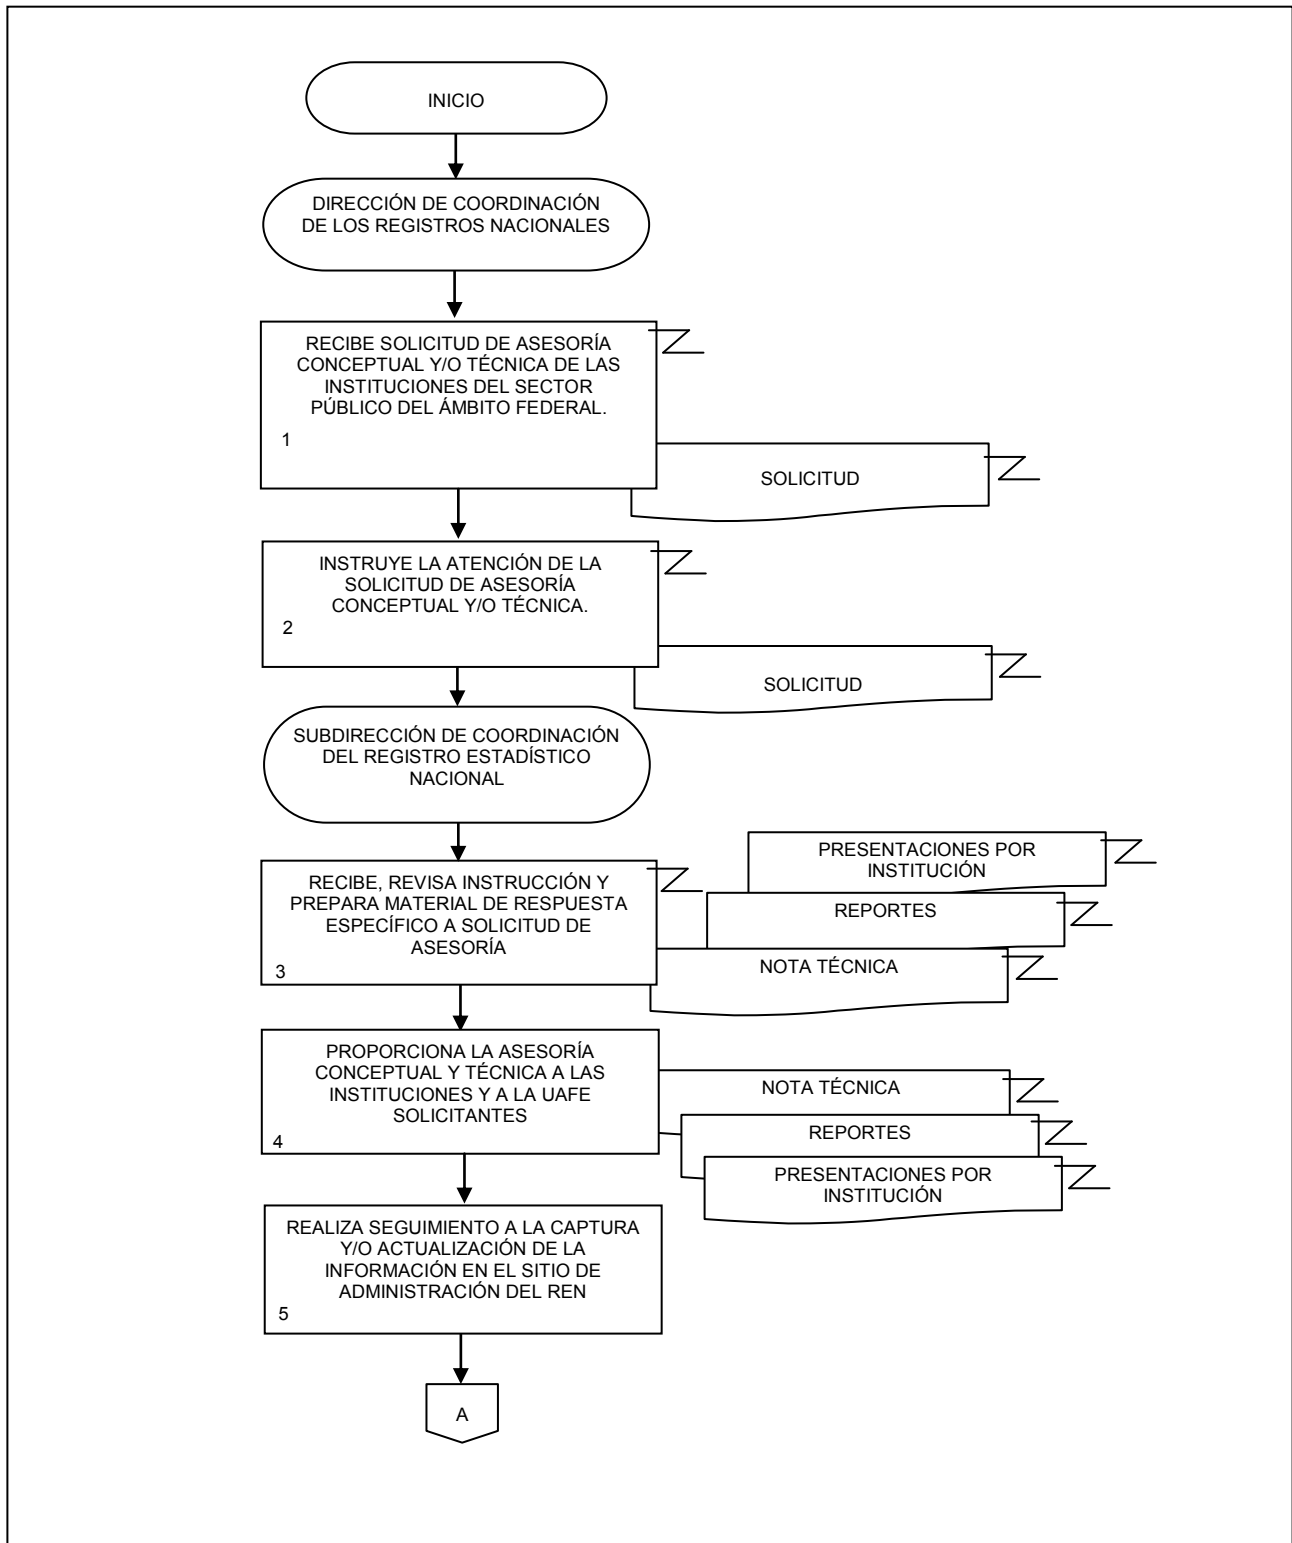 INICIO
DIRECCIÓN DE COORDINACIÓN
DE LOS REGISTROS NACIONALES
RECIBE SOLICITUD DE ASESORÍA
CONCEPTUAL Y/O TÉCNICA DE LAS
INSTITUCIONES DEL SECTOR
PÚBLICO DEL ÁMBITO FEDERAL.
1
SOLICITUD
INSTRUYE LA ATENCIÓN DE LA
SOLICITUD DE ASESORÍA
CONCEPTUAL Y/O TÉCNICA.
2
SOLICITUD
SUBDIRECCIÓN DE COORDINACIÓN
DEL REGISTRO ESTADÍSTICO
NACIONAL
RECIBE, REVISA INSTRUCCIÓN Y
PREPARA MATERIAL DE RESPUESTA
ESPECÍFICO A SOLICITUD DE
ASESORÍA
3
PRESENTACIONES POR
INSTITUCIÓN
REPORTES
NOTA TÉCNICA
PROPORCIONA LA ASESORÍA
CONCEPTUAL Y TÉCNICA A LAS
INSTITUCIONES Y A LA UAFE
SOLICITANTES
4
NOTA TÉCNICA
REPORTES
PRESENTACIONES POR
INSTITUCIÓN
REALIZA SEGUIMIENTO A LA CAPTURA
Y/O ACTUALIZACIÓN DE LA
INFORMACIÓN EN EL SITIO DE
ADMINISTRACIÓN DEL REN
5
A